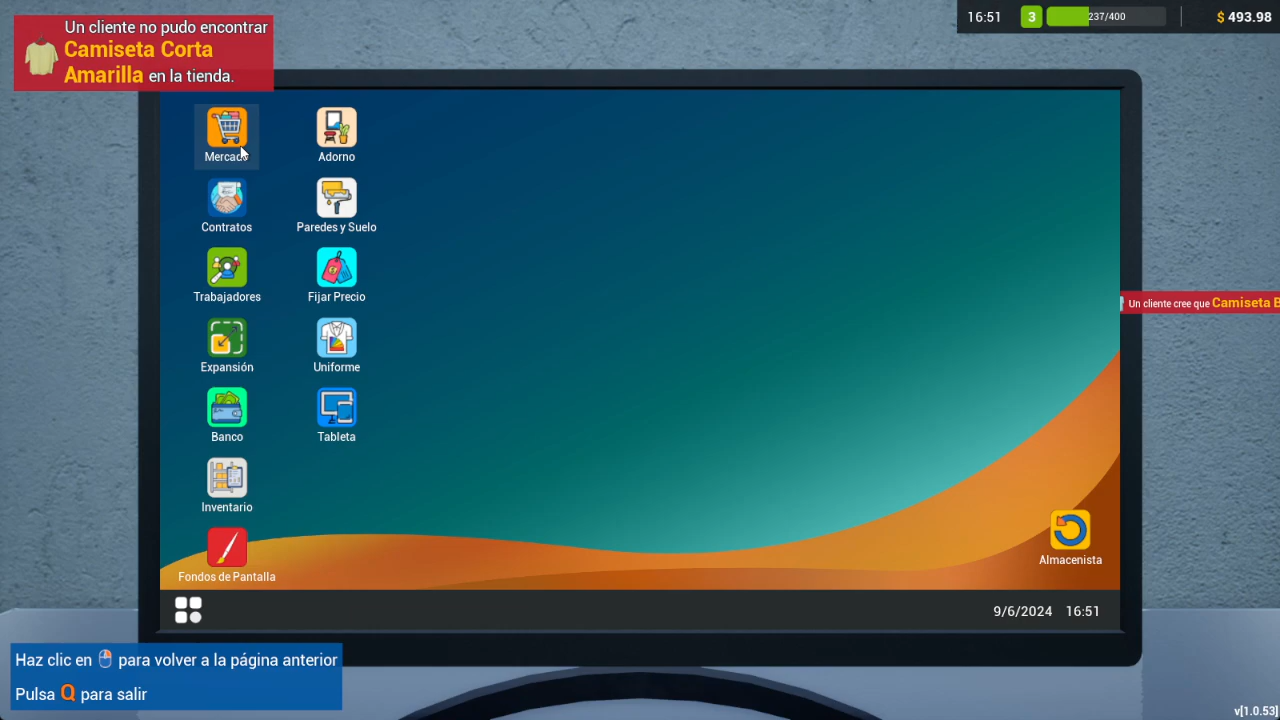 Un cliente no pudo encontrar
Camiseta Corta
Amarilla en la tienda.
16:51
3
237/400
$ 493.98
Mercado
Adorno
Contratos
Paredes y Suelo
Trabajadores
Fijar Precio
Un cliente cree que Camiseta B
Expansión
Uniforme
Banco
Tableta
Inventario
Almacenista
Fondos de Pantalla
9/6/2024 16:51
Haz clic en para volver a la página anterior
Pulsa Q para salir
v[1.0.53]